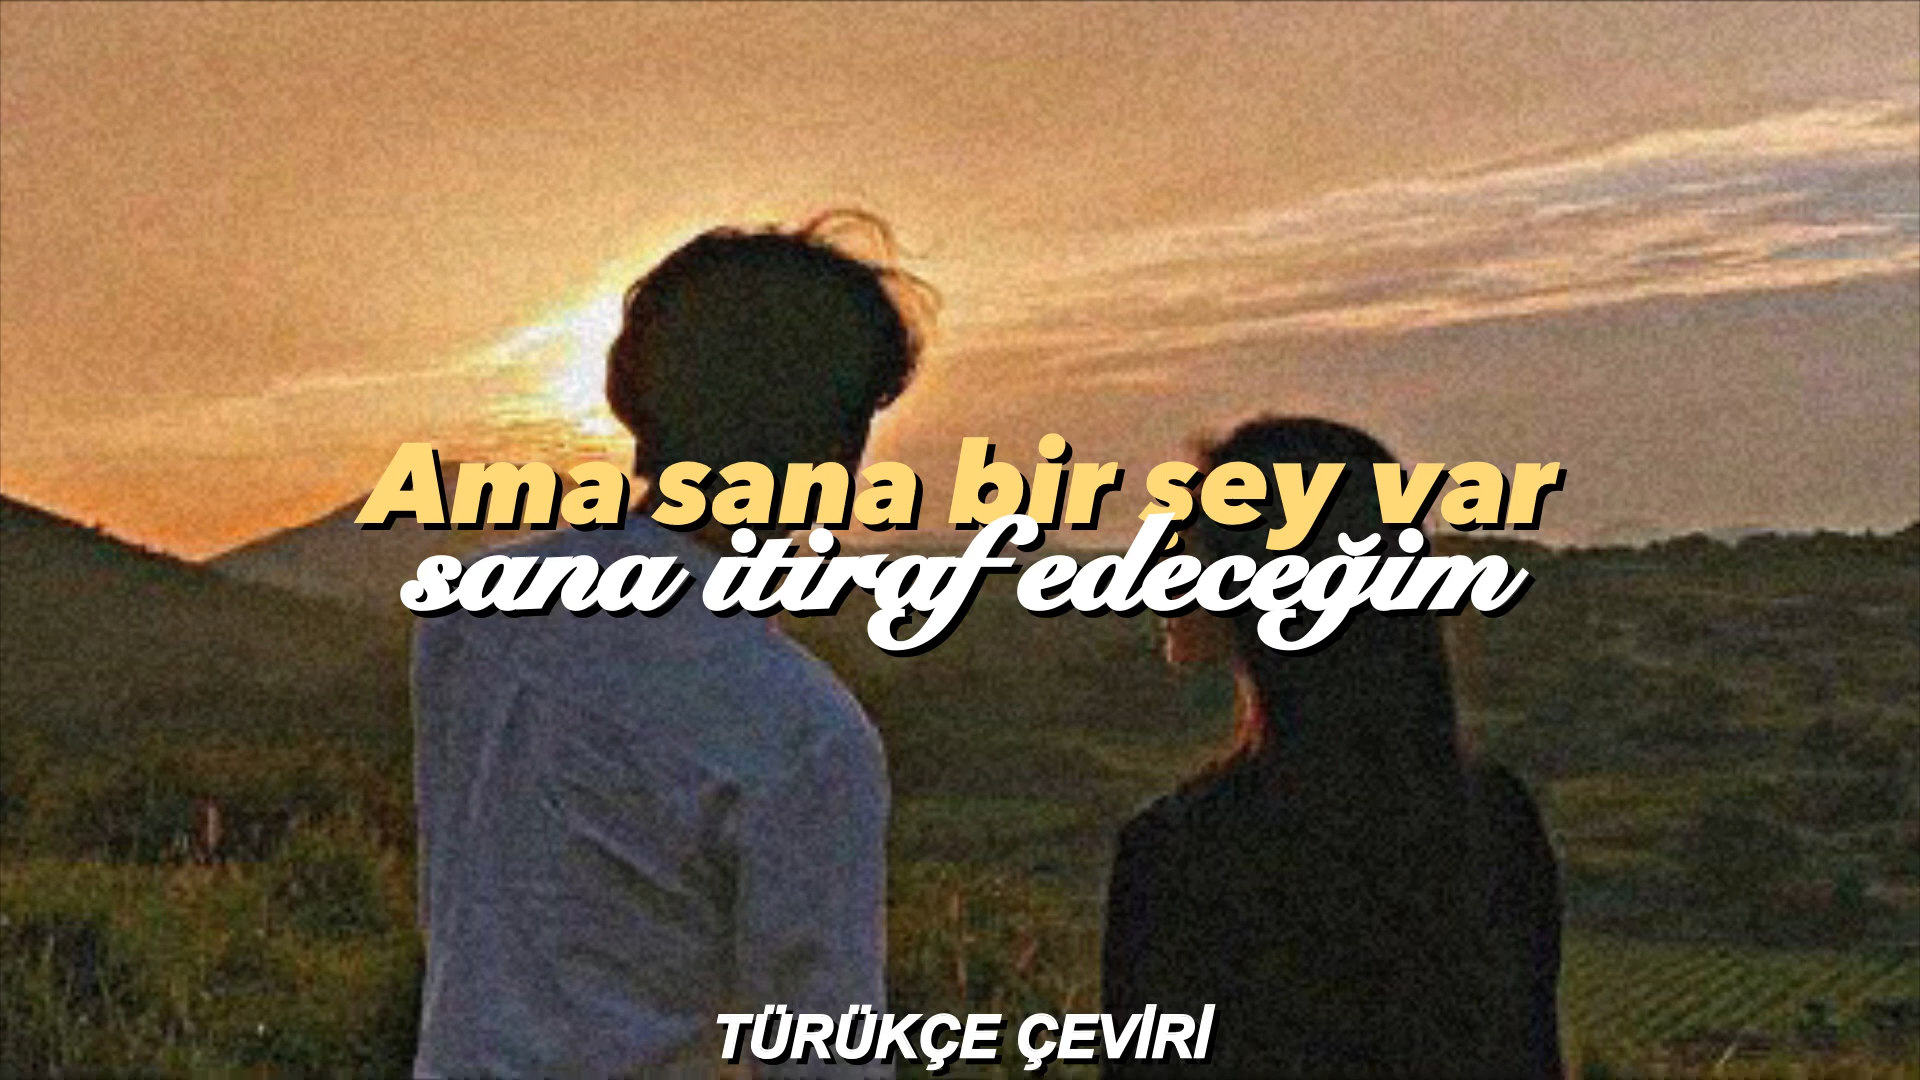 Ama sana bir şey var
sana itiraf edeceğim
TÜRÜKÇE ÇEVİRİ